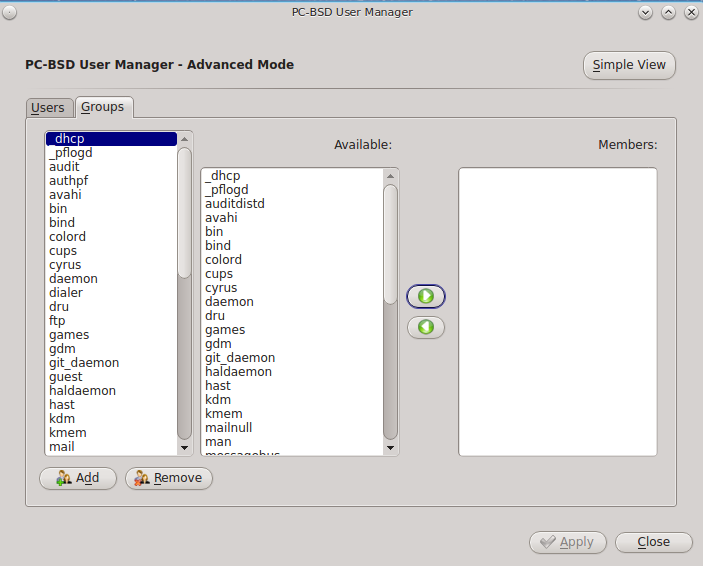 PC-BSD User Manager
PC-BSD User Manager - Advanced Mode
Simple View
Users
Groups
_dhcp
_pflogd
audit
authpf
avahi
bin
bind
colord
cups
cyrus
daemon
dialer
dru
ftp
games
gdm
git_daemon
guest
haldaemon
hast
kdm
kmem
mail
Available:
_dhcp
_pflogd
auditdistd
avahi
bin
bind
colord
cups
cyrus
daemon
dru
games
gdm
git_daemon
haldaemon
hast
kdm
kmem
mailnull
man
messagebus
Members:
Add
Remove
Apply
Close